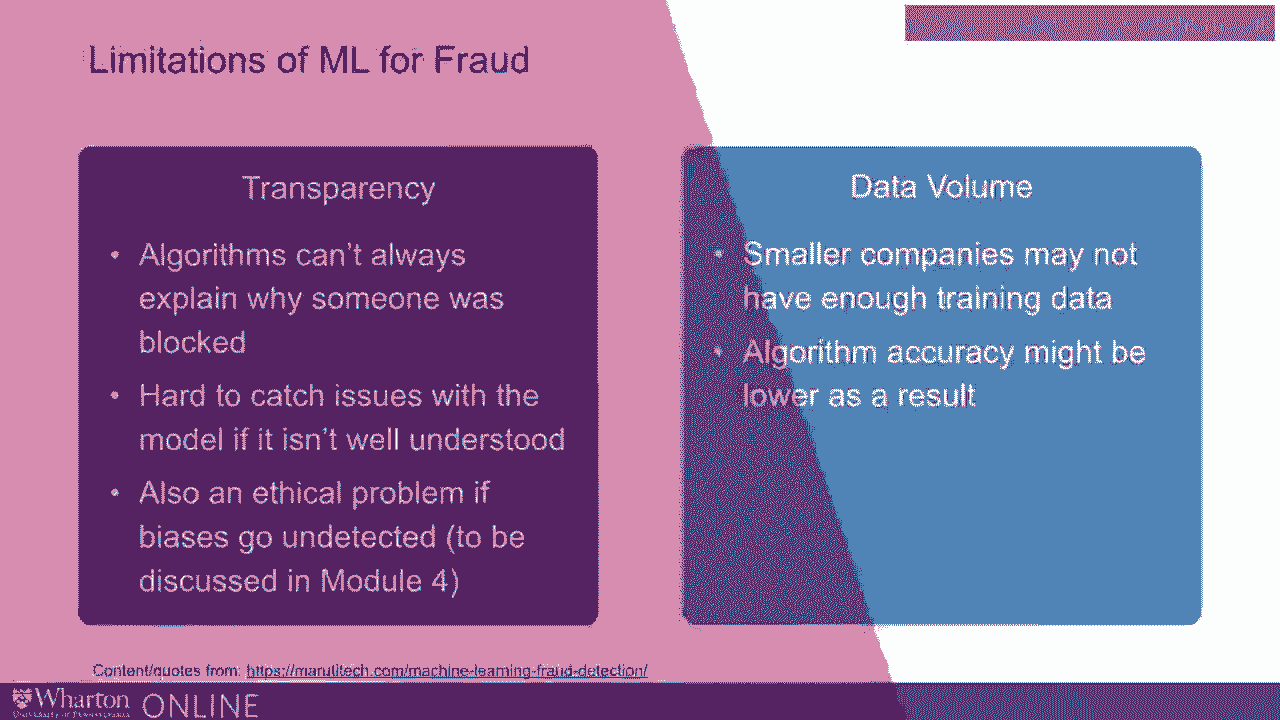 Limitations of ML for Fraud
Transparency
• Algorithms can’t always
explain why someone was
blocked
• Hard to catch issues with the
model if it isn’t well understood
• Also an ethical problem if
biases go undetected (to be
discussed in Module 4)
Data Volume
• Smaller companies may not
have enough training data
• Algorithm accuracy might be
lower as a result
Content/quotes from: https://marutitech.com/machine-learning-fraud-detection/
Wharton ONLINE
UNIVERSITY of PENNSYLVANIA